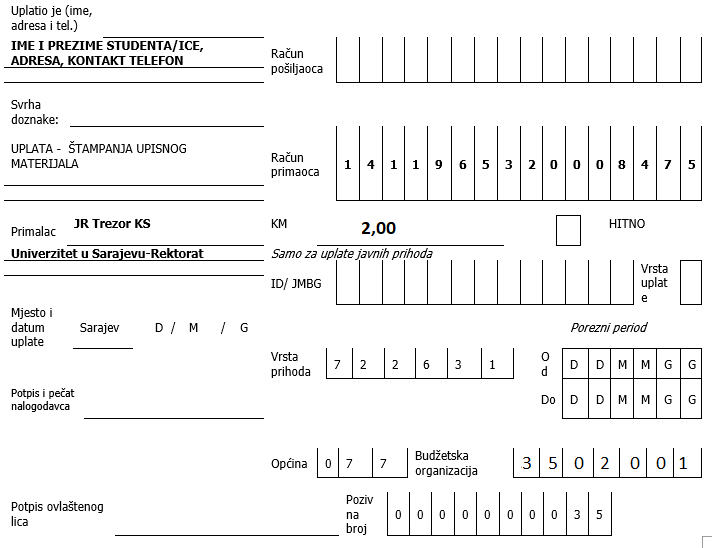 Uplatio je (ime,
adresa i tel.)
IME I PREZIME STUDENTA/ICE,
ADRESA, KONTAKT TELEFON
Račun
pošiljaoca
Svrha
doznake:
UPLATA - ŠTAMPANJA UPISNOG
MATERIJALA
Račun
primaoca
1 4 1 1 9 6 5 3 2 0 0 0 8 4 7 5
Primalac
JR Trezor KS
Univerzitet u Sarajevu-Rektorat
KM
2,00
HITNO
Samo za uplate javnih prihoda
ID/ JMBG
Vrsta
uplat
e
Mjesto i
datum
uplate
Sarajev
D / M / G
Porezni period
Vrsta
prihoda
7 2 2 6 3 1
O
d
D D M M G G
Do
D D M M G G
Potpis i pečat
nalogodavca
Općina
0 7 7
Budžetska
organizacija
3 5 0 2 0 0 1
Potpis ovlaštenog
lica
Poziv
na
broj
0 0 0 0 0 0 0 0 3 5